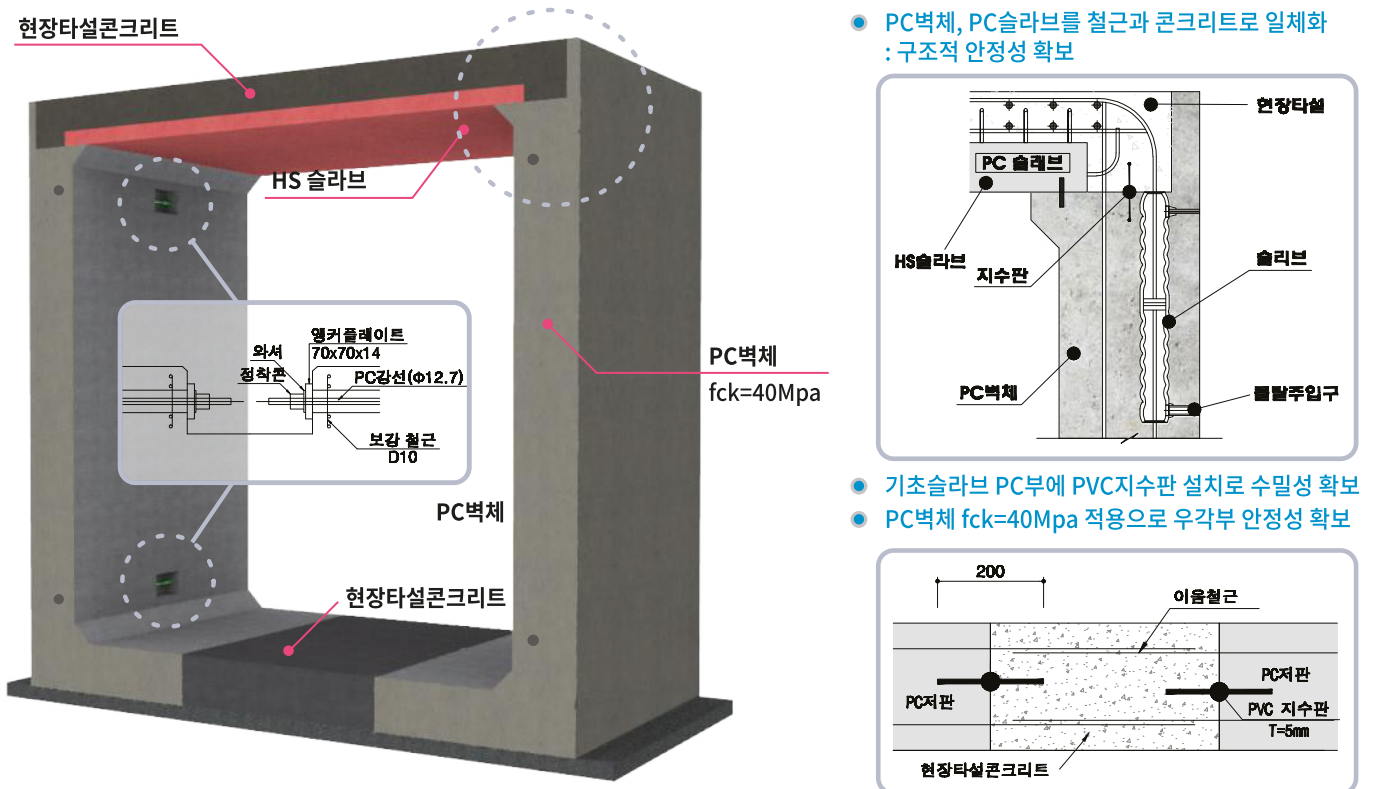 현장타설콘크리트
HS 슬라브
앵커플레이트
70x70x14
와셔
정착콘
PC강선(Φ12.7)
보강 철근
D10
PC벽체
fck=40Mpa
PC벽체
현장타설콘크리트
PC벽체, PC슬라브를 철근과 콘크리트로 일체화
: 구조적 안정성 확보
현장타설
PC 슬래브
HS슬라브
지수판
슬리브
PC벽체
몰탈주입구
기초슬라브 PC부에 PVC지수판 설치로 수밀성 확보
PC벽체 fck=40Mpa 적용으로 우각부 안정성 확보
200
이음철근
PC저판
PC저판
PVC 지수판
T=5mm
현장타설콘크리트